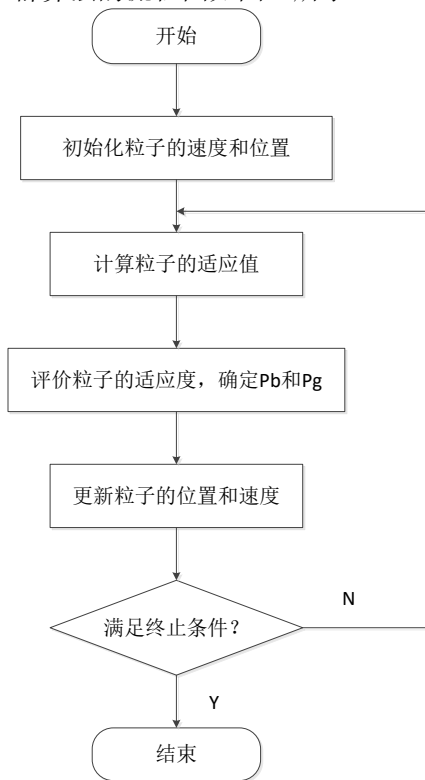 开始
初始化粒子的速度和位置
计算粒子的适应值
评价粒子的适应度，确定Pb和Pg
更新粒子的位置和速度
满足终止条件？
N
Y
结束